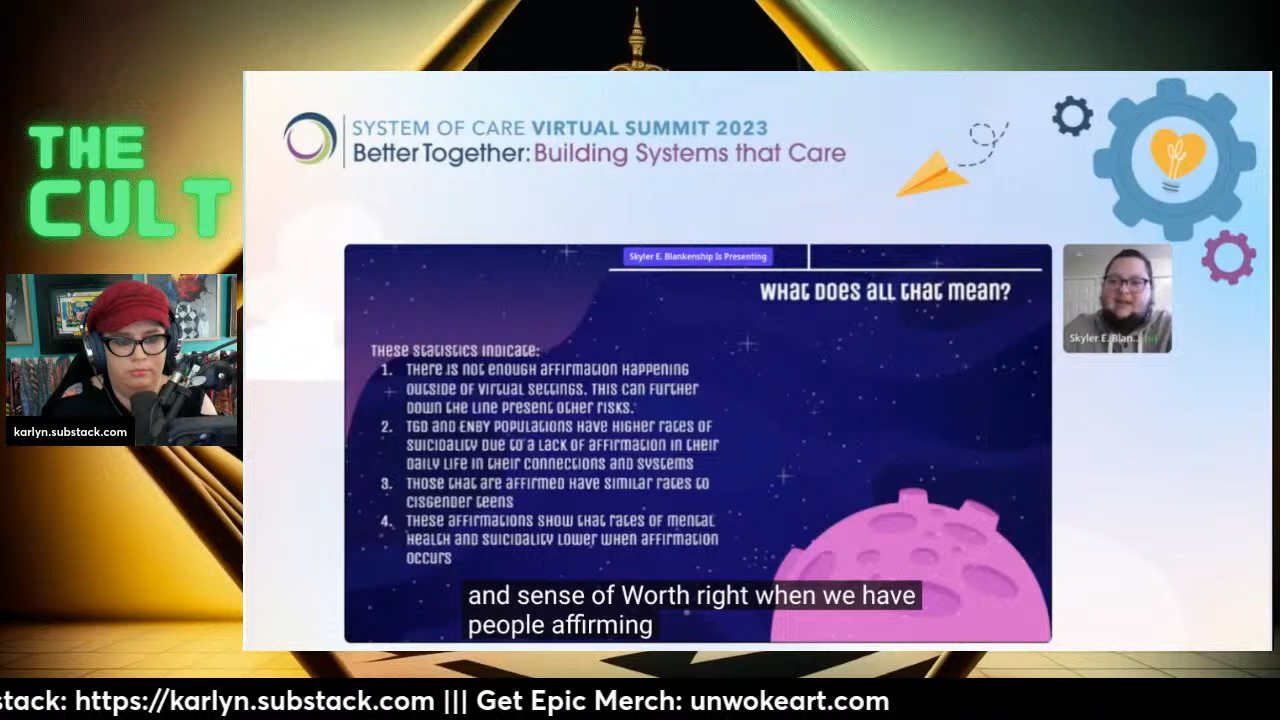 THE
CULT
karlyn.substack.com
SYSTEM OF CARE VIRTUAL SUMMIT 2023
Better Together: Building Systems that Care
Skyler E. Blankenship Is Presenting
WHAT DOES ALL THAT MEAN?
THESE STATISTICS INDICATE:
1. THERE IS NOT ENOUGH AFFIRMATION HAPPENING
OUTSIDE OF VIRTUAL SETTINGS. THIS CAN FURTHER
DOWN THE LINE PRESENT OTHER RISKS.
2. TGD AND ENBY POPULATIONS HAVE HIGHER RATES OF
SUICIDALITY DUE TO A LACK OF AFFIRMATION IN THEIR
DAILY LIFE IN THEIR CONNECTIONS AND SYSTEMS
3. THOSE THAT ARE AFFIRMED HAVE SIMILAR RATES TO
CISGENDER TEENS
4. THESE AFFIRMATIONS SHOW THAT RATES OF MENTAL
HEALTH AND SUICIDALITY LOWER WHEN AFFIRMATION
OCCURS
Skyler E. Blan...
and sense of Worth right when we have
people affirming
stack: https://karlyn.substack.com ||| Get Epic Merch: unwokeart.com